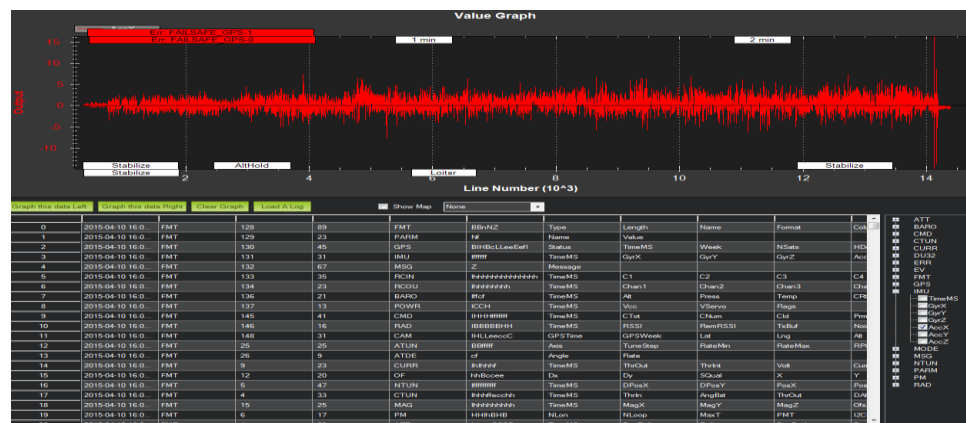 Value Graph
AccX
Err: FAILSAFE_GPS-1
Err: FAILSAFE_GPS-0
1 min
2 min
15
10
5
0
-5
-10
Output
Stabilize
AltHold
Stabilize
Stabilize
Loiter
2
4
6
8
10
12
14
Line Number (10^3)
Graph this data Left Graph this data Right Clear Graph Load A Log Show Map None
0 2015-04-10 16:0... FMT 128 89 FMT BBnNZ Type Length Name Format
1 2015-04-10 16:0... FMT 129 23 PARM Nf Name Value
2 2015-04-10 16:0... FMT 130 45 GPS Status TimeMS Week NSats
3 2015-04-10 16:0... FMT 131 31 IMU TimeMS GyrX GyrY GyrZ Acc
4 2015-04-10 16:0... FMT 132 67 MSG Z Message
5 2015-04-10 16:0... FMT 133 35 RCIN TimeMS C1 C2 C3 C4
6 2015-04-10 16:0... FMT 134 23 RCOU TimeMS Chan1 Chan2 Chan3 Cha
7 2015-04-10 16:0... FMT 136 21 BARO TimeMS Alt Press Temp
8 2015-04-10 16:0... FMT 137 13 POWR ICCH TimeMS Vcc VServo Flags
9 2015-04-10 16:0... FMT 145 41 CMD TimeMS CTot CNum CId Prm
10 2015-04-10 16:0... FMT 146 16 RAD TimeMS RSSI RemRSSI TxBuf Noi
11 2015-04-10 16:0... FMT 148 31 CAM IHLLeeccC GPSTime GPSWeek Lat Lng Alt
12 2015-04-10 16:0... FMT 25 25 ATUN Axis TuneStep RateMin RateMax
13 2015-04-10 16:0... FMT 26 9 ATDE cf Angle Rate
14 2015-04-10 16:0... FMT 9 23 CURR TimeMS ThrOut ThrInt Volt Curr
15 2015-04-10 16:0... FMT 12 20 OF Dx Dy SQual X Y
16 2015-04-10 16:0... FMT 5 47 NTUN TimeMS DPosX DPosY PosX Pos
17 2015-04-10 16:0... FMT 4 33 CTUN TimeMS ThrIn AngBst ThrOut
18 2015-04-10 16:0... FMT 15 25 MAG TimeMS MagX MagY MagZ Ofs
19 2015-04-10 16:0... FMT 6 17 PM HHIhBHB NLon NLoop MaxT PMT I2C
ATT
BARO
CMD
CTUN
CURR
DU32
ERR
EV
FMT
GPS
IMU
TimeMS
GyrX
GyrY
GyrZ
AccX
AccY
AccZ
MODE
MSG
NTUN
PARM
PM
RAD